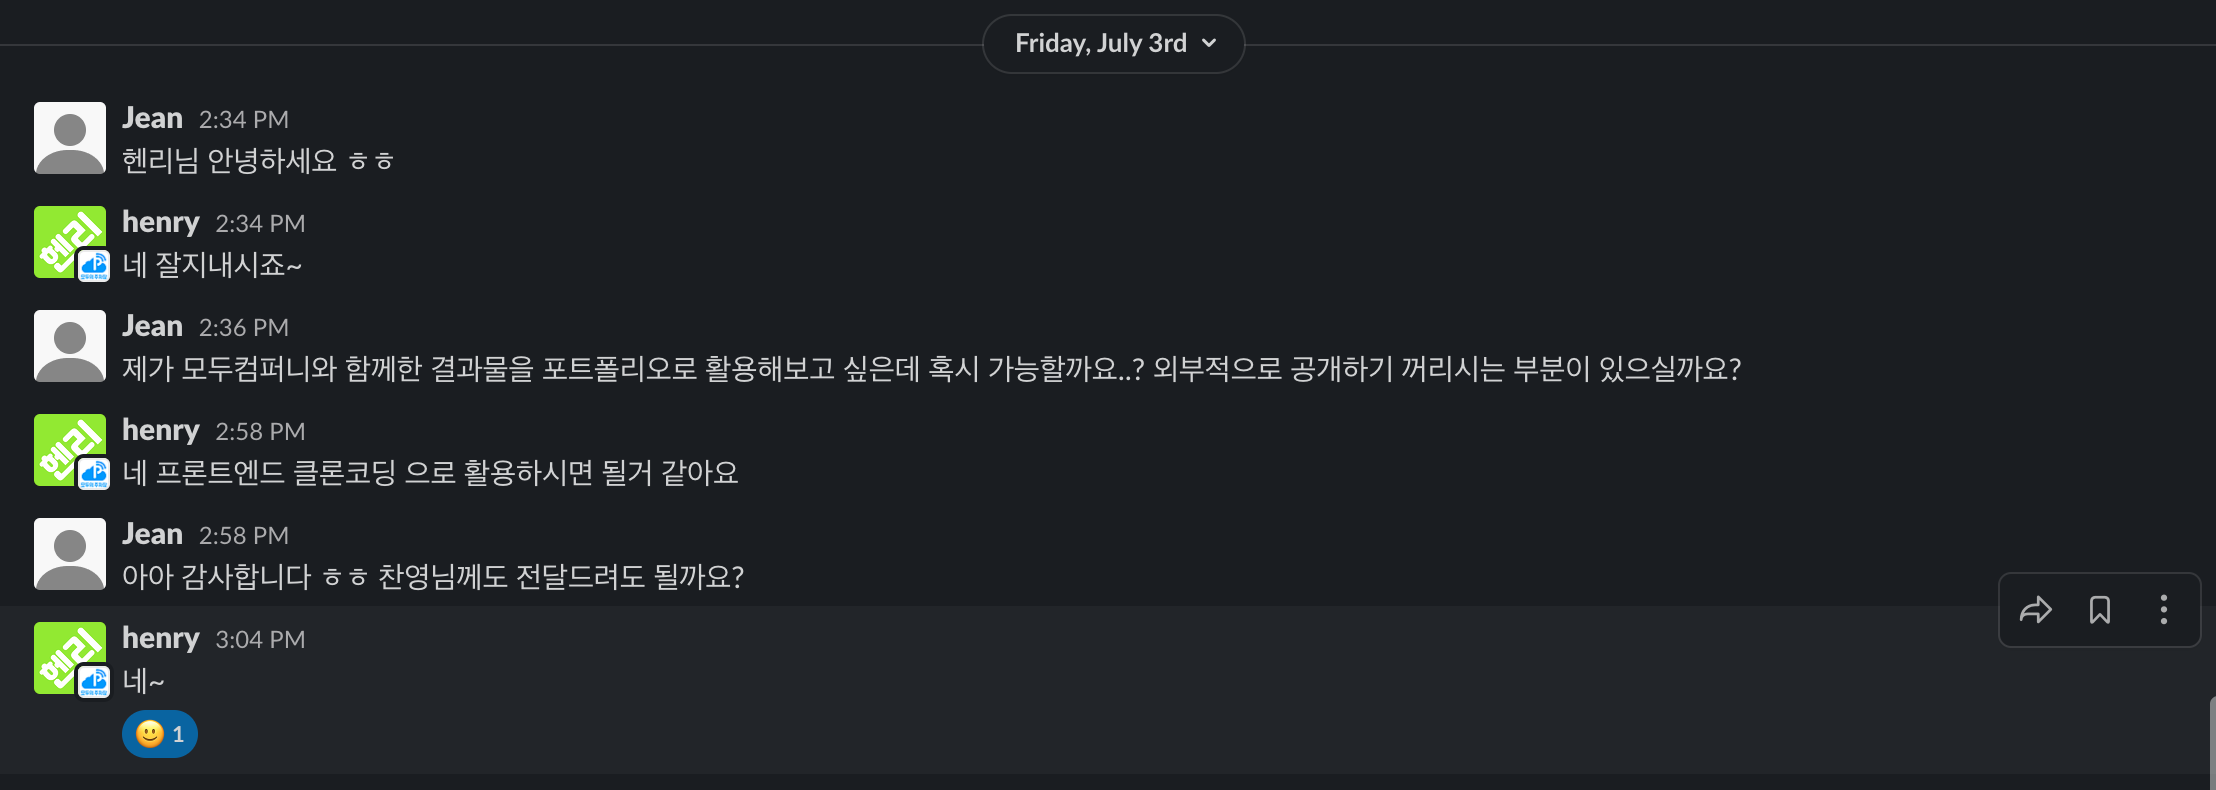 Friday, July 3rd
Jean 2:34 PM
헨리님 안녕하세요 ㅎㅎ
헨리
henry 2:34 PM
네 잘지내시죠~
Jean 2:36 PM
제가 모두컴퍼니와 함께한 결과물을 포트폴리오로 활용해보고 싶은데 혹시 가능할까요..? 외부적으로 공개하기 꺼리시는 부분이 있으실까요?
헨리
henry 2:58 PM
네 프론트엔드 클론코딩 으로 활용하시면 될거 같아요
Jean 2:58 PM
아아 감사합니다 ㅎㅎ 찬영님께도 전달드려도 될까요?
헨리
henry 3:04 PM
네~
1